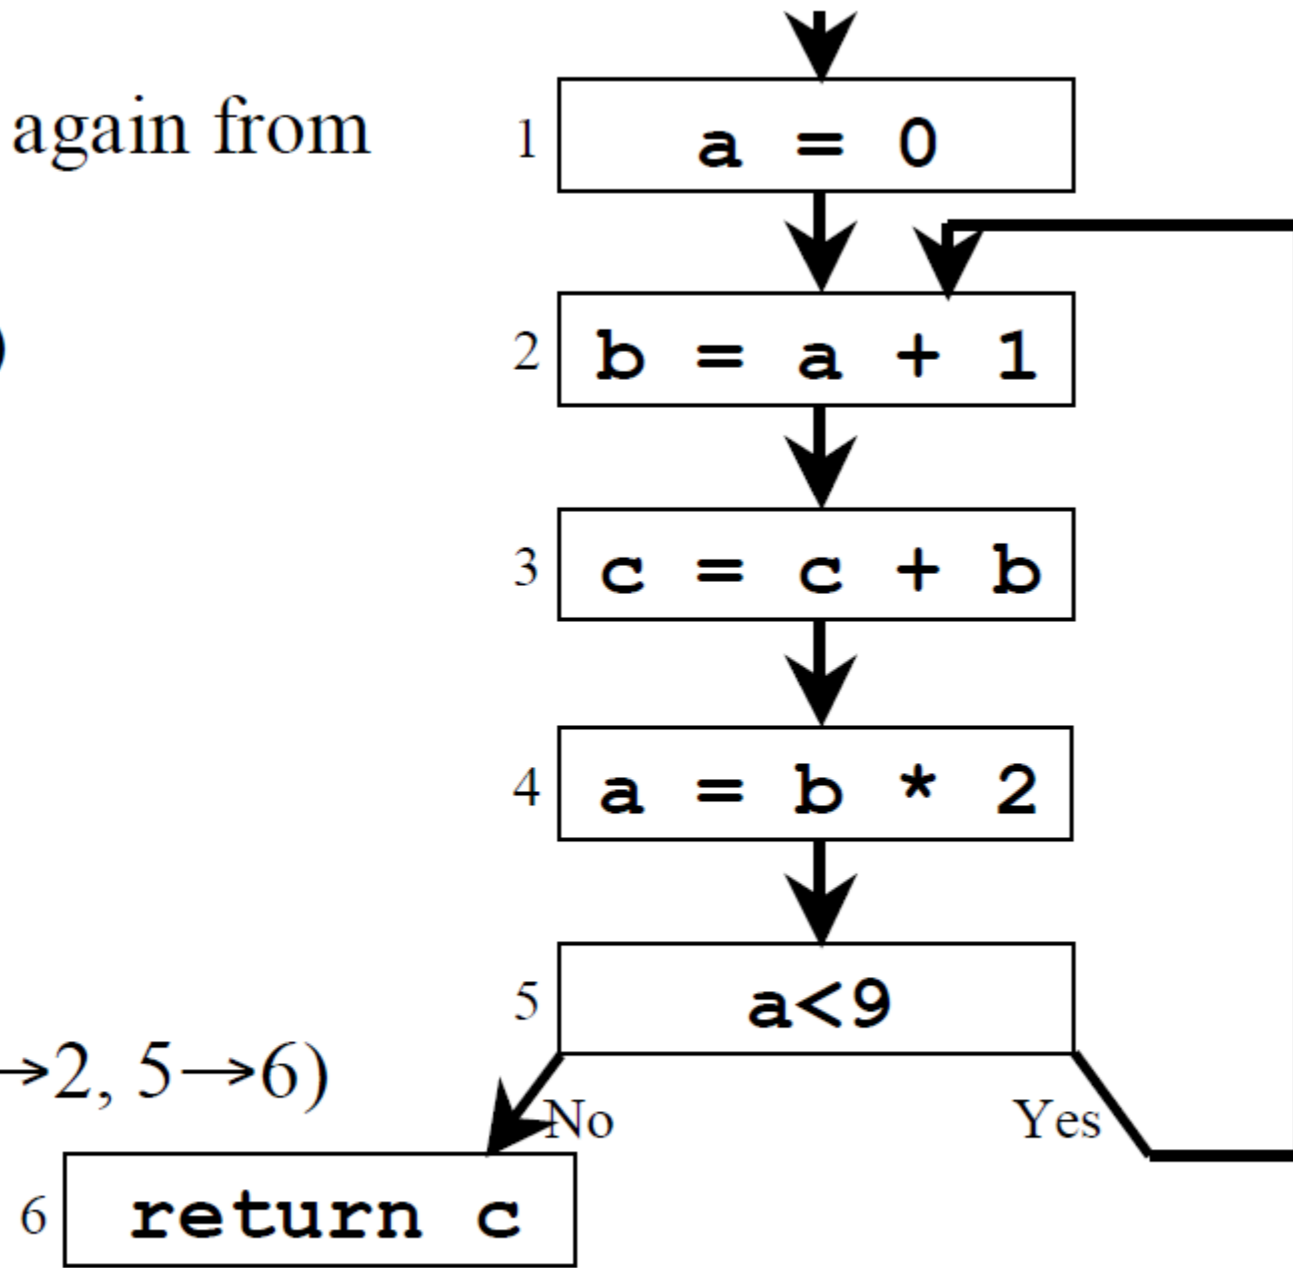 again from
1 a = 0
)
2 b = a + 1
3 c = c + b
4 a = b * 2
5 a<9
→2, 5→6)
No Yes
6 return c